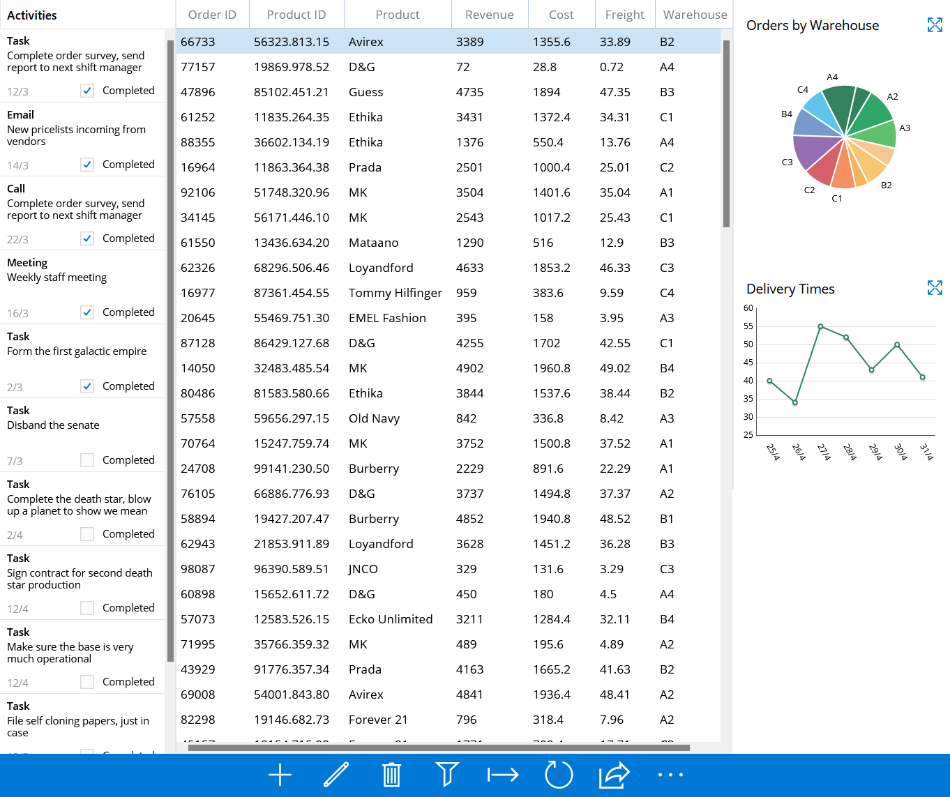 Activities
Task
Complete order survey, send
report to next shift manager
12/3 Completed
Email
New pricelists incoming from
vendors
14/3 Completed
Call
Complete order survey, send
report to next shift manager
22/3 Completed
Meeting
Weekly staff meeting
16/3 Completed
Task
Form the first galactic empire
2/3 Completed
Task
Disband the senate
7/3 Completed
Task
Complete the death star, blow
up a planet to show we mean
2/4 Completed
Task
Sign contract for second death
star production
12/4 Completed
Task
Make sure the base is very
much operational
12/4 Completed
Task
File self cloning papers, just in
case
Order ID Product ID Product Revenue Cost Freight Warehouse
66733 56323.813.15 Avirex 3389 1355.6 33.89 B2
77157 19869.978.52 D&G 72 28.8 0.72 A4
47896 85102.451.21 Guess 4735 1894 47.35 B3
61252 11835.264.35 Ethika 3431 1372.4 34.31 C1
88355 36602.134.19 Ethika 1376 550.4 13.76 A4
16964 11863.364.38 Prada 2501 1000.4 25.01 C2
92106 51748.320.96 MK 3504 1401.6 35.04 A1
34145 56171.446.10 MK 2543 1017.2 25.43 C1
61550 13436.634.20 Mataano 1290 516 12.9 B3
62326 68296.506.46 Loyandford 4633 1853.2 46.33 C3
16977 87361.454.55 Tommy Hilfinger 959 383.6 9.59 C4
20645 55469.751.30 EMEL Fashion 395 158 3.95 A3
87128 86429.127.68 D&G 4255 1702 42.55 C1
14050 32483.485.54 MK 4902 1960.8 49.02 B4
80486 81583.580.66 Ethika 3844 1537.6 38.44 B2
57558 59656.297.15 Old Navy 842 336.8 8.42 A3
70764 15247.759.74 MK 3752 1500.8 37.52 A1
24708 99141.230.50 Burberry 2229 891.6 22.29 A1
76105 66886.776.93 D&G 3737 1494.8 37.37 A2
58894 19427.207.47 Burberry 4852 1940.8 48.52 B1
62943 21853.911.89 Loyandford 3628 1451.2 36.28 B3
98087 96390.589.51 JNCO 329 131.6 3.29 C3
60898 15652.611.72 D&G 450 180 4.5 A4
57073 12583.526.15 Ecko Unlimited 3211 1284.4 32.11 B4
71995 35766.359.32 MK 489 195.6 4.89 A2
43929 91776.357.34 Prada 4163 1665.2 41.63 B2
69008 54001.843.80 Avirex 4841 1936.4 48.41 A2
82298 19146.682.73 Forever 21 796 318.4 7.96 A2
Orders by Warehouse
A4
C4
A2
B4
A3
C3
B2
C2
C1
Delivery Times
60
55
50
45
40
35
30
25
25/4 26/4 27/4 28/4 29/4 30/4 31/4